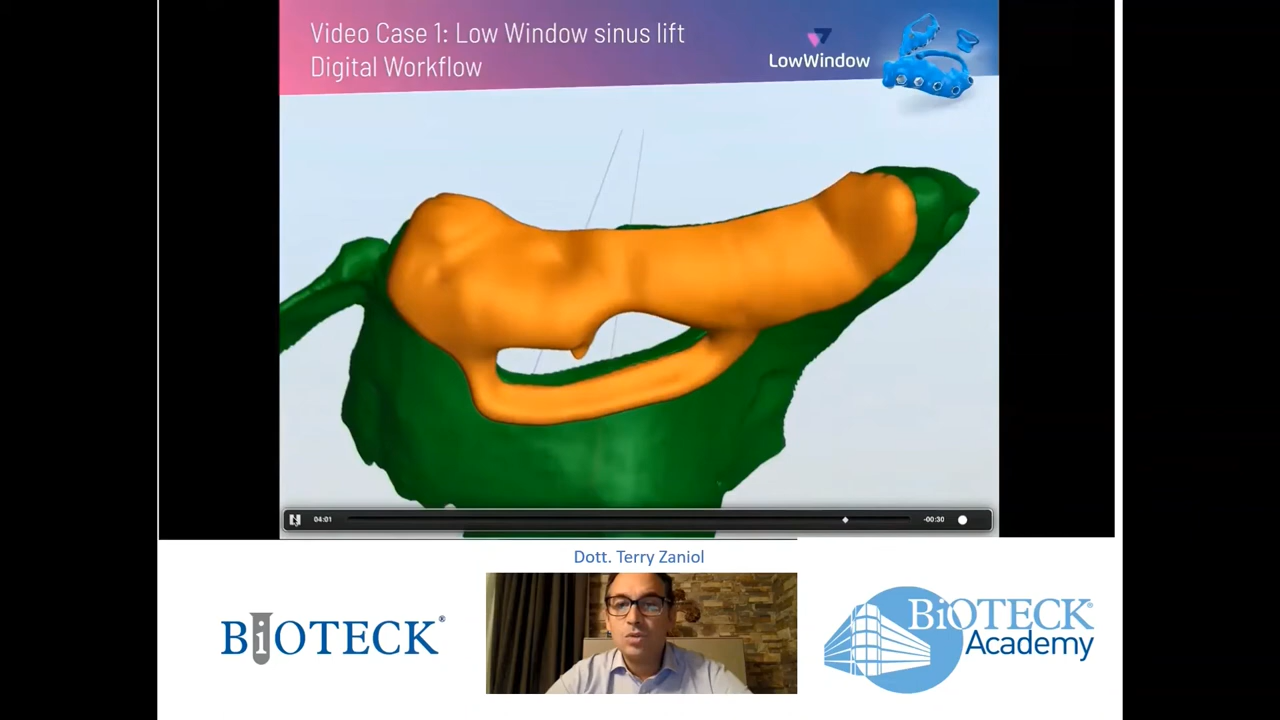 Video Case 1: Low Window sinus lift
Digital Workflow
LowWindow
04:01
-00:30
Dott. Terry Zaniol
BiOTECK®
BiOTECK®
Academy